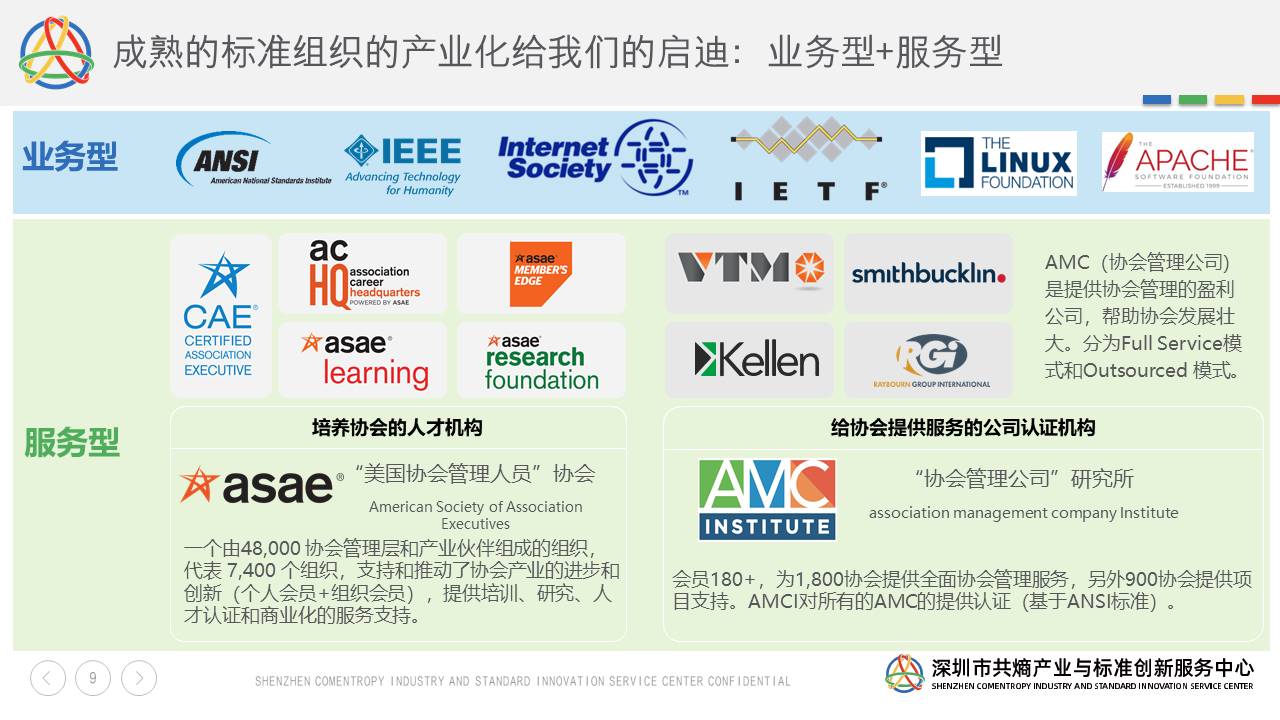 成熟的标准组织的产业化给我们的启迪：业务型+服务型
业务型
ANSI
American National Standards Institute
IEEE
Advancing Technology
for Humanity
Internet
Society
TM
I E T F®
THE
LINUX
FOUNDATION
THE
APACHE®
SOFTWARE FOUNDATION
ESTABLISHED 1999
服务型
CAE®
CERTIFIED
ASSOCIATION
EXECUTIVE
ac
HQ
association
career
headquarters
POWERED BY ASAE
asae®
MEMBER'S
EDGE
asae®
learning
asae®
research
foundation
VTM
smithbucklin.
Kellen
RGi
RAYBOURN GROUP INTERNATIONAL
AMC（协会管理公司）
是提供协会管理的盈利
公司，帮助协会发展壮
大。分为Full Service模
式和Outsourced 模式。
培养协会的人才机构
asae®
“美国协会管理人员”协会
American Society of Association
Executives
一个由48,000 协会管理层和产业伙伴组成的组织，
代表 7,400 个组织，支持和推动了协会产业的进步和
创新（个人会员+组织会员），提供培训、研究、人
才认证和商业化的服务支持。
给协会提供服务的公司认证机构
AMC
INSTITUTE
“协会管理公司”研究所
association management company Institute
会员180+，为1,800协会提供全面协会管理服务，另外900协会提供项
目支持。AMCI对所有的AMC的提供认证（基于ANSI标准）。
9
SHENZHEN COMENTROPY INDUSTRY AND STANDARD INNOVATION SERVICE CENTER CONFIDENTIAL
深圳市共熵产业与标准创新服务中心
SHENZHEN COMENTROPY INDUSTRY AND STANDARD INNOVATION SERVICE CENTER